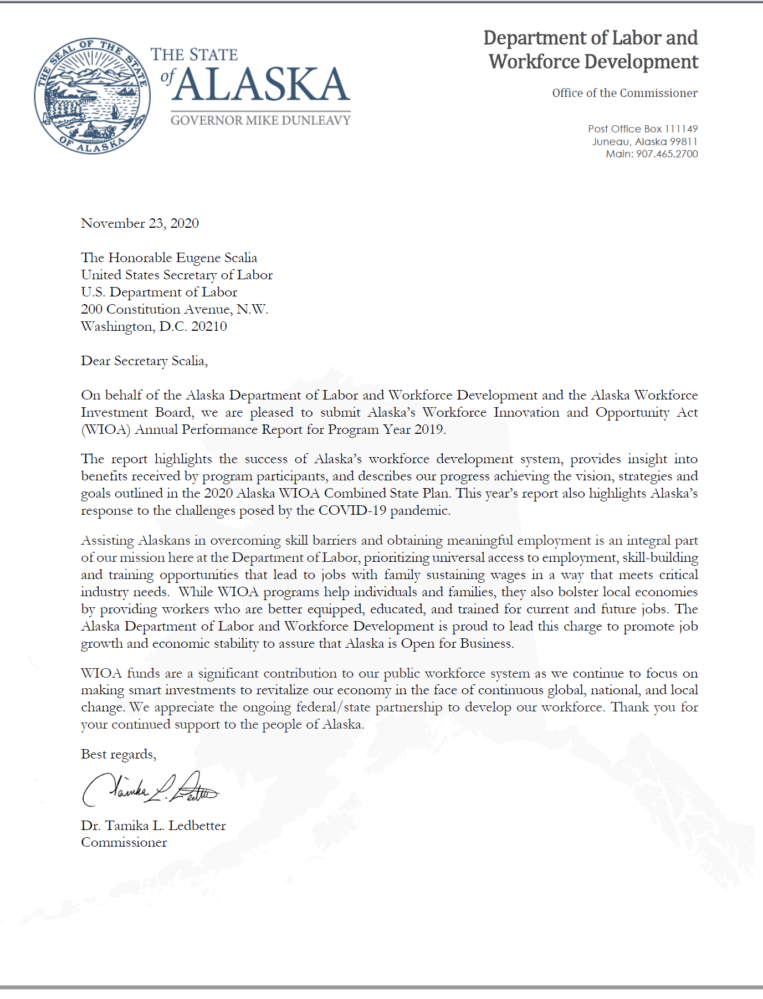 THE SEAL OF THE STATE
OF ALASKA
THE STATE
of ALASKA
GOVERNOR MIKE DUNLEAVY
Department of Labor and
Workforce Development
Office of the Commissioner
Post Office Box 111149
Juneau, Alaska 99811
Main: 907.465.2700
November 23, 2020
The Honorable Eugene Scalia
United States Secretary of Labor
U.S. Department of Labor
200 Constitution Avenue, N.W.
Washington, D.C. 20210
Dear Secretary Scalia,
On behalf of the Alaska Department of Labor and Workforce Development and the Alaska Workforce
Investment Board, we are pleased to submit Alaska’s Workforce Innovation and Opportunity Act
(WIOA) Annual Performance Report for Program Year 2019.
The report highlights the success of Alaska’s workforce development system, provides insight into
benefits received by program participants, and describes our progress achieving the vision, strategies and
goals outlined in the 2020 Alaska WIOA Combined State Plan. This year’s report also highlights Alaska’s
response to the challenges posed by the COVID-19 pandemic.
Assisting Alaskans in overcoming skill barriers and obtaining meaningful employment is an integral part
of our mission here at the Department of Labor, prioritizing universal access to employment, skill-building
and training opportunities that lead to jobs with family sustaining wages in a way that meets critical
industry needs.  While WIOA programs help individuals and families, they also bolster local economies
by providing workers who are better equipped, educated, and trained for current and future jobs. The
Alaska Department of Labor and Workforce Development is proud to lead this charge to promote job
growth and economic stability to assure that Alaska is Open for Business.
WIOA funds are a significant contribution to our public workforce system as we continue to focus on
making smart investments to revitalize our economy in the face of continuous global, national, and local
change. We appreciate the ongoing federal/state partnership to develop our workforce. Thank you for
your continued support to the people of Alaska.
Best regards,
Tamika L. Ledbetter
Dr. Tamika L. Ledbetter
Commissioner